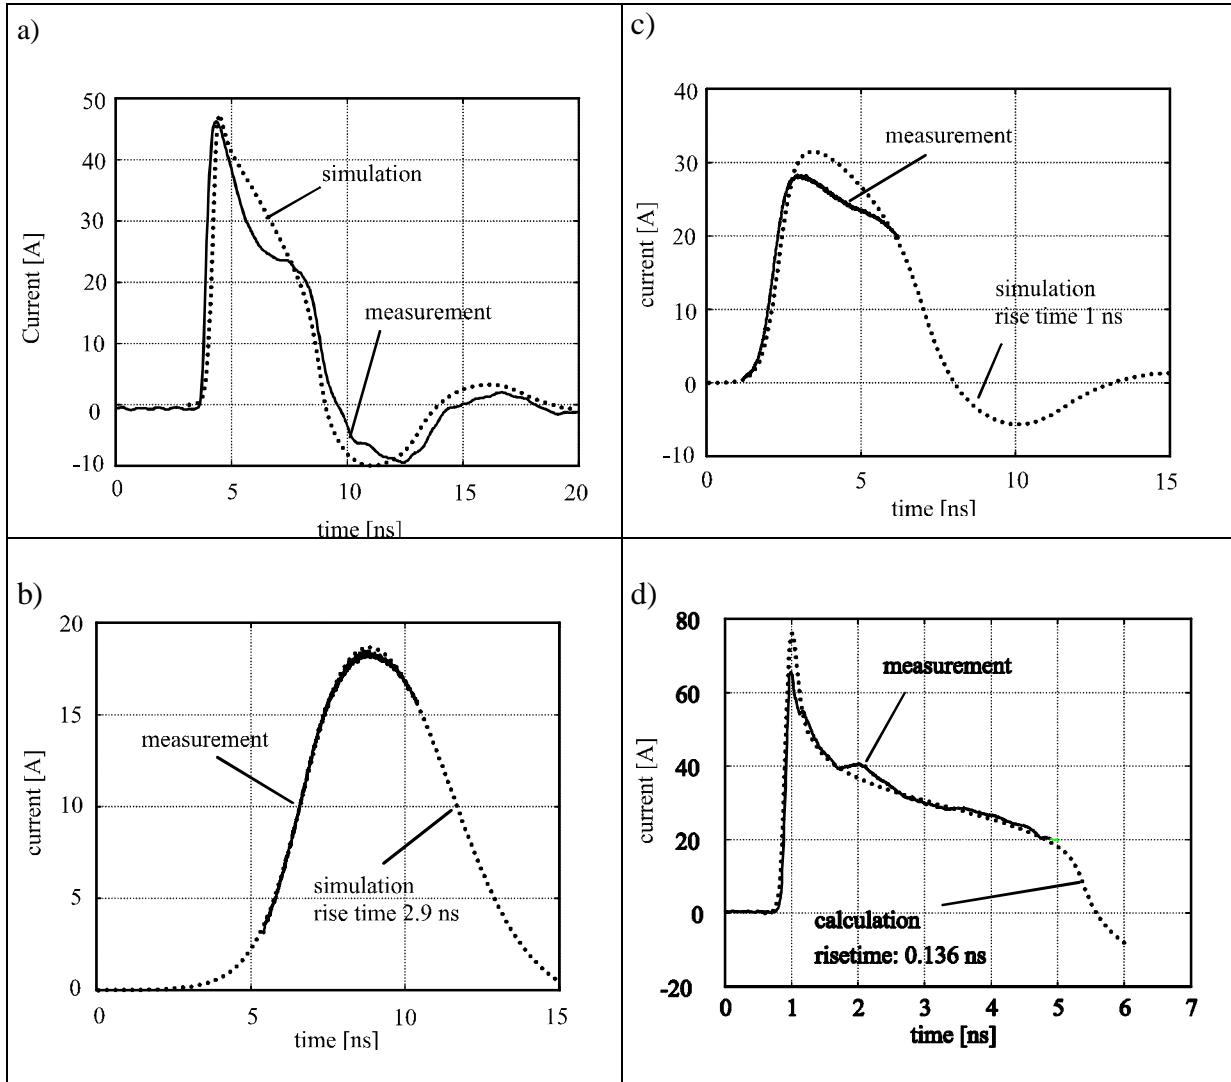 a)
50
40
30
20
10
0
-10
Current [A]
simulation
measurement
0 5 10 15 20
time [ns]
c)
40
30
20
10
0
-10
current [A]
measurement
simulation
rise time 1 ns
0 5 10 15
time [ns]
b)
20
15
10
5
0
current [A]
measurement
simulation
rise time 2.9 ns
0 5 10 15
time [ns]
d)
80
60
40
20
0
-20
current [A]
measurement
calculation
risetime: 0.136 ns
0 1 2 3 4 5 6 7
time [ns]